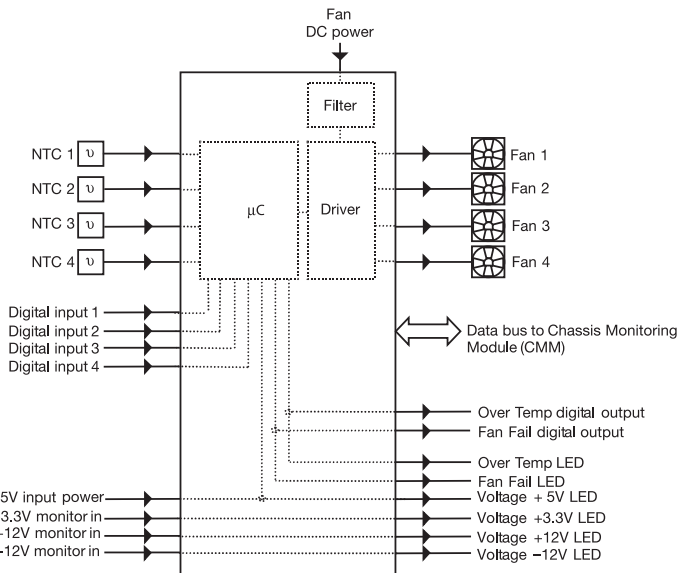 Fan
DC power
Filter
NTC 1 υ
Fan 1
NTC 2 υ
Fan 2
μC
Driver
NTC 3 υ
Fan 3
NTC 4 υ
Fan 4
Digital input 1
Digital input 2
Digital input 3
Digital input 4
Data bus to Chassis Monitoring
Module (CMM)
Over Temp digital output
Fan Fail digital output
Over Temp LED
Fan Fail LED
5V input power
Voltage + 5V LED
3.3V monitor in
Voltage +3.3V LED
+12V monitor in
Voltage +12V LED
-12V monitor in
Voltage –12V LED